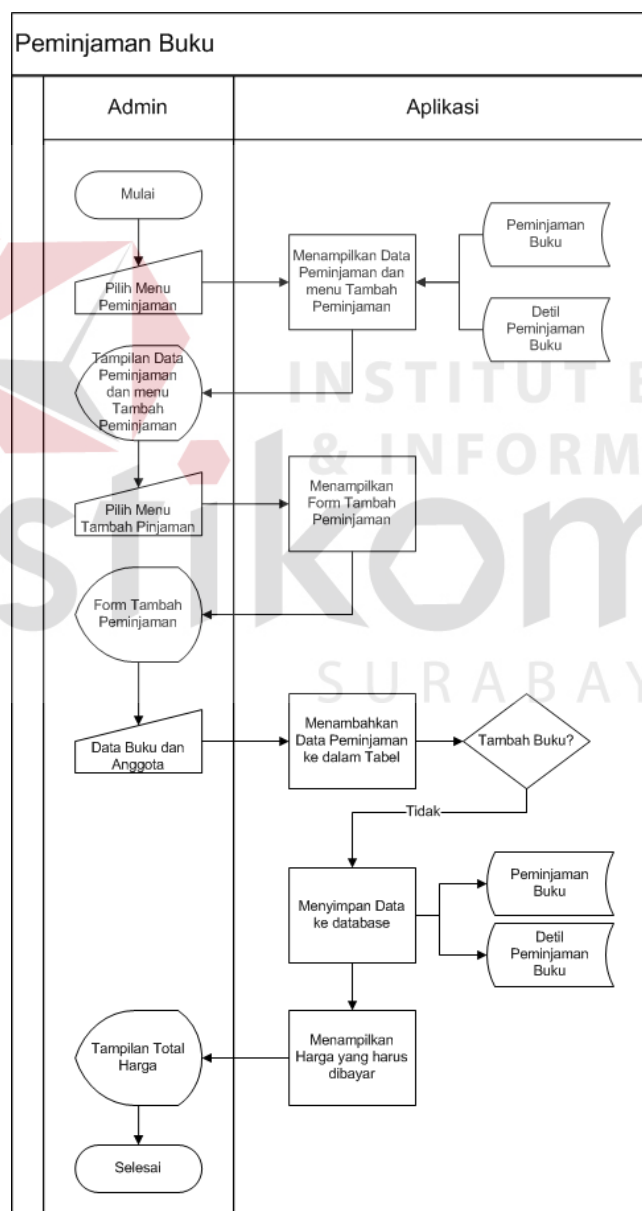 Peminjaman Buku
Admin
Aplikasi
Mulai
Pilih Menu
Peminjaman
Menampilkan Data
Peminjaman dan
menu Tambah
Peminjaman
Peminjaman
Buku
Detil
Peminjaman
Buku
Tampilan Data
Peminjaman
dan menu
Tambah
Peminjaman
INSTITUT B
& INFORM
stikom
SURABAY
Pilih Menu
Tambah Pinjaman
Menampilkan
Form Tambah
Peminjaman
Form Tambah
Peminjaman
Data Buku dan
Anggota
Menambahkan
Data Peminjaman
ke dalam Tabel
Tambah Buku?
Tidak
Menyimpan Data
ke database
Peminjaman
Buku
Detil
Peminjaman
Buku
Menampilkan
Harga yang harus
dibayar
Tampilan Total
Harga
Selesai